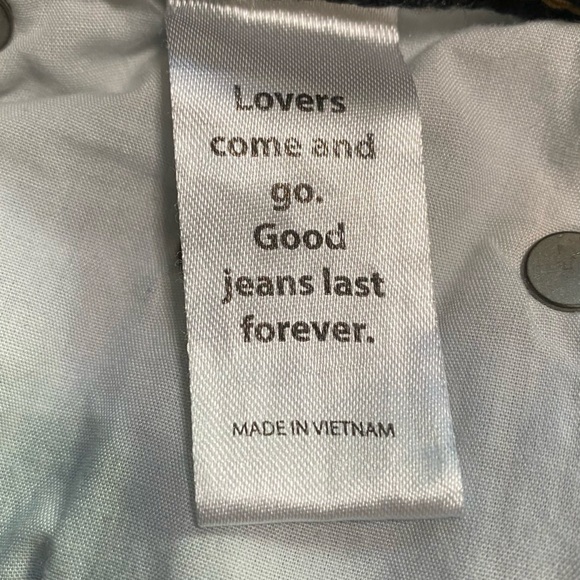 Lovers
come and
go.
Good
jeans last
forever.
MADE IN VIETNAM